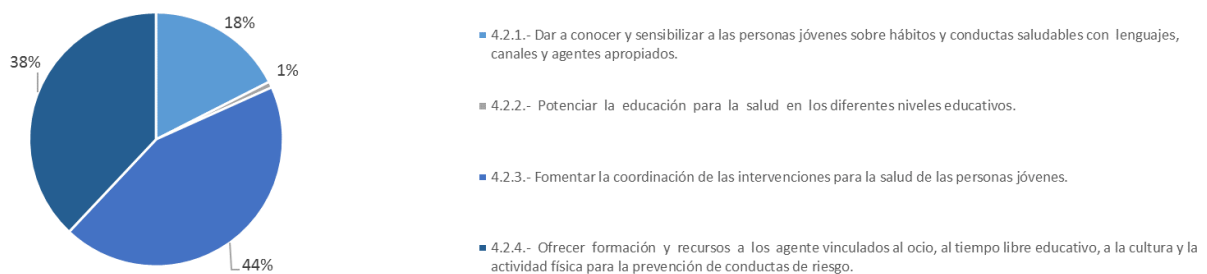 18%
38%
1%
44%
4.2.1.- Dar a conocer y sensibilizar a las personas jóvenes sobre hábitos y conductas saludables con lenguajes,
canales y agentes apropiados.
4.2.2.- Potenciar la educación para la salud en los diferentes niveles educativos.
4.2.3.- Fomentar la coordinación de las intervenciones para la salud de las personas jóvenes.
4.2.4.- Ofrecer formación y recursos a los agente vinculados al ocio, al tiempo libre educativo, a la cultura y la
actividad física para la prevención de conductas de riesgo.